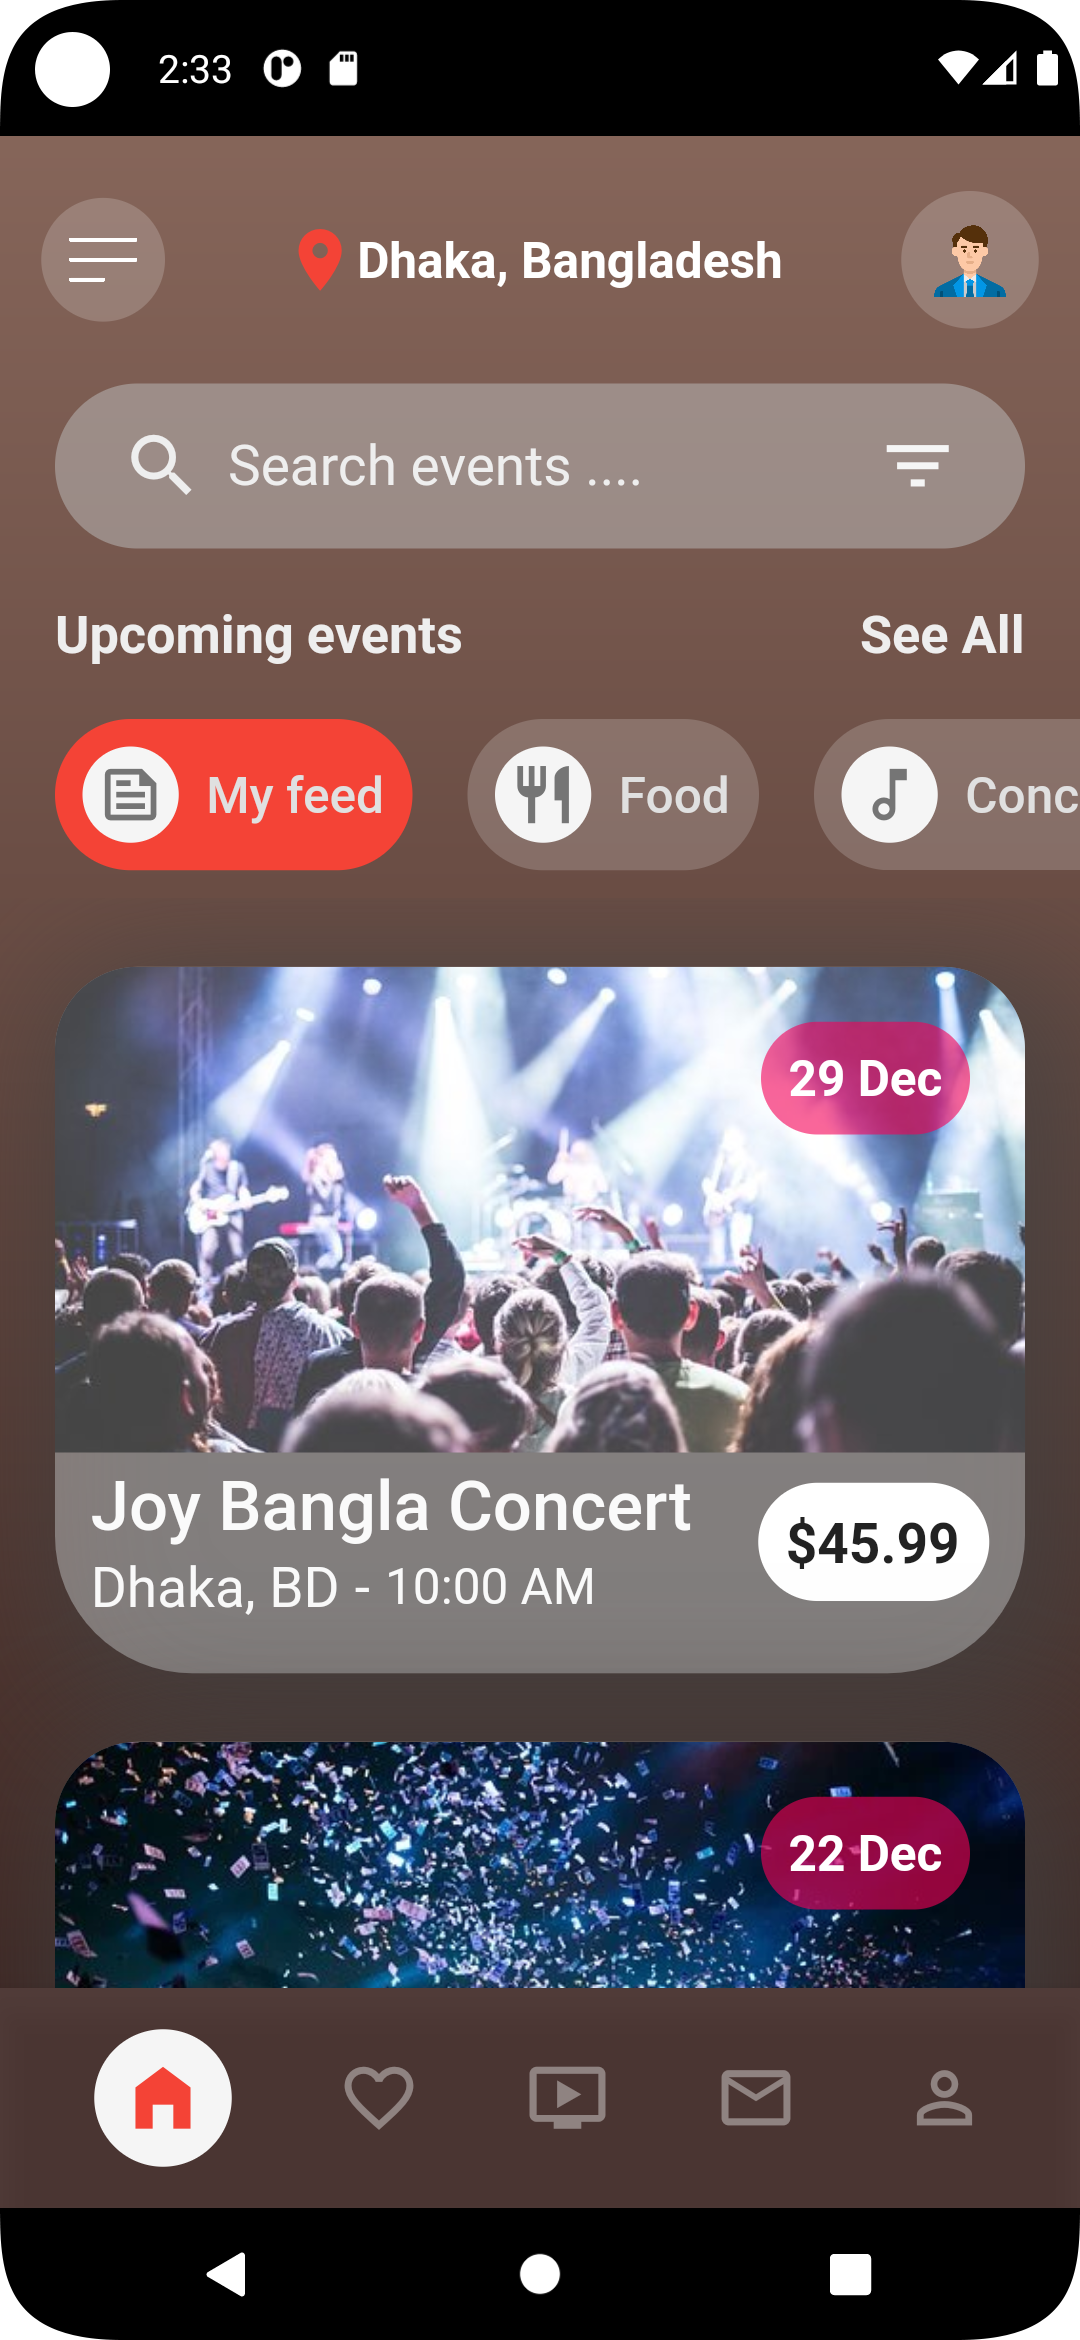 2:33
Dhaka, Bangladesh
Search events ....
Upcoming events
See All
My feed
Food
Conc
29 Dec
Joy Bangla Concert
Dhaka, BD - 10:00 AM
$45.99
22 Dec